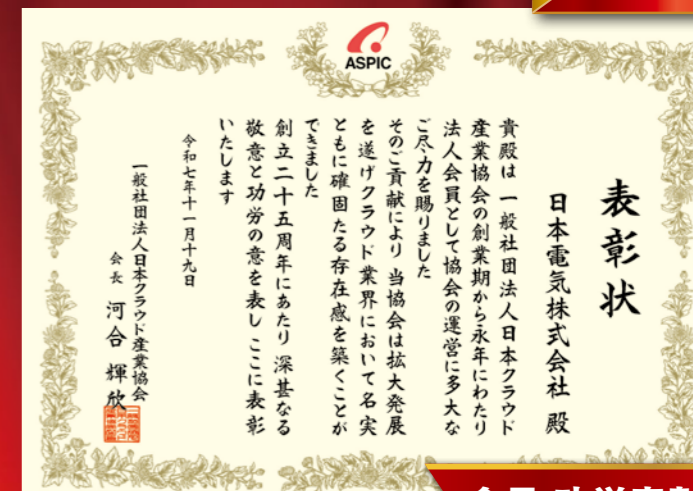 ASPIC
表彰状
日本電気株式会社 殿
貴殿は 一般社団法人日本クラウド
産業協会の創業期から永年にわたり
法人会員として協会の運営に多大な
ご尽力を賜りました
そのご貢献により 当協会は拡大発展
を遂げクラウド業界において名実
ともに確固たる存在感を築くことが
できました
創立二十五周年にあたり 深甚なる
敬意と功労の意を表し ここに表彰
いたします
令和七年十一月十九日
一般社団法人日本クラウド産業協会
会長 河合 輝欣